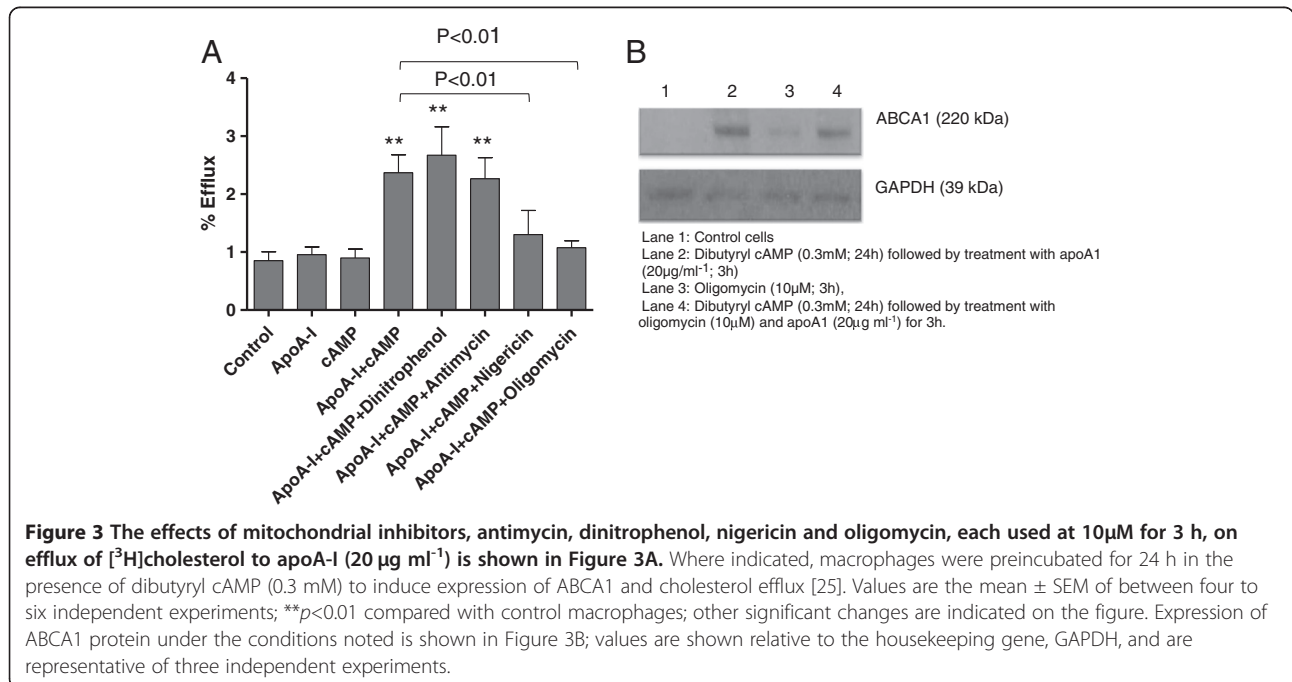 A
P<0.01
P<0.01
4
3
2
1
0
% Efflux
**
**
**
Control
ApoA-I
cAMP
ApoA-I+cAMP
ApoA-I+cAMP+Dinitrophenol
ApoA-I+cAMP+Antimycin
ApoA-I+cAMP+Nigericin
ApoA-I+cAMP+Oligomycin
B
1 2 3 4
ABCA1 (220 kDa)
GAPDH (39 kDa)
Lane 1: Control cells
Lane 2: Dibutyryl cAMP (0.3mM; 24h) followed by treatment with apoA1
(20µg/ml⁻¹; 3h)
Lane 3: Oligomycin (10µM; 3h),
Lane 4: Dibutyryl cAMP (0.3mM; 24h) followed by treatment with
oligomycin (10µM) and apoA1 (20µg ml⁻¹) for 3h.
Figure 3 The effects of mitochondrial inhibitors, antimycin, dinitrophenol, nigericin and oligomycin, each used at 10µM for 3 h, on
efflux of [³H]cholesterol to apoA-I (20 µg ml⁻¹) is shown in Figure 3A. Where indicated, macrophages were preincubated for 24 h in the
presence of dibutyryl cAMP (0.3 mM) to induce expression of ABCA1 and cholesterol efflux [25]. Values are the mean ± SEM of between four to
six independent experiments; **p<0.01 compared with control macrophages; other significant changes are indicated on the figure. Expression of
ABCA1 protein under the conditions noted is shown in Figure 3B; values are shown relative to the housekeeping gene, GAPDH, and are
representative of three independent experiments.